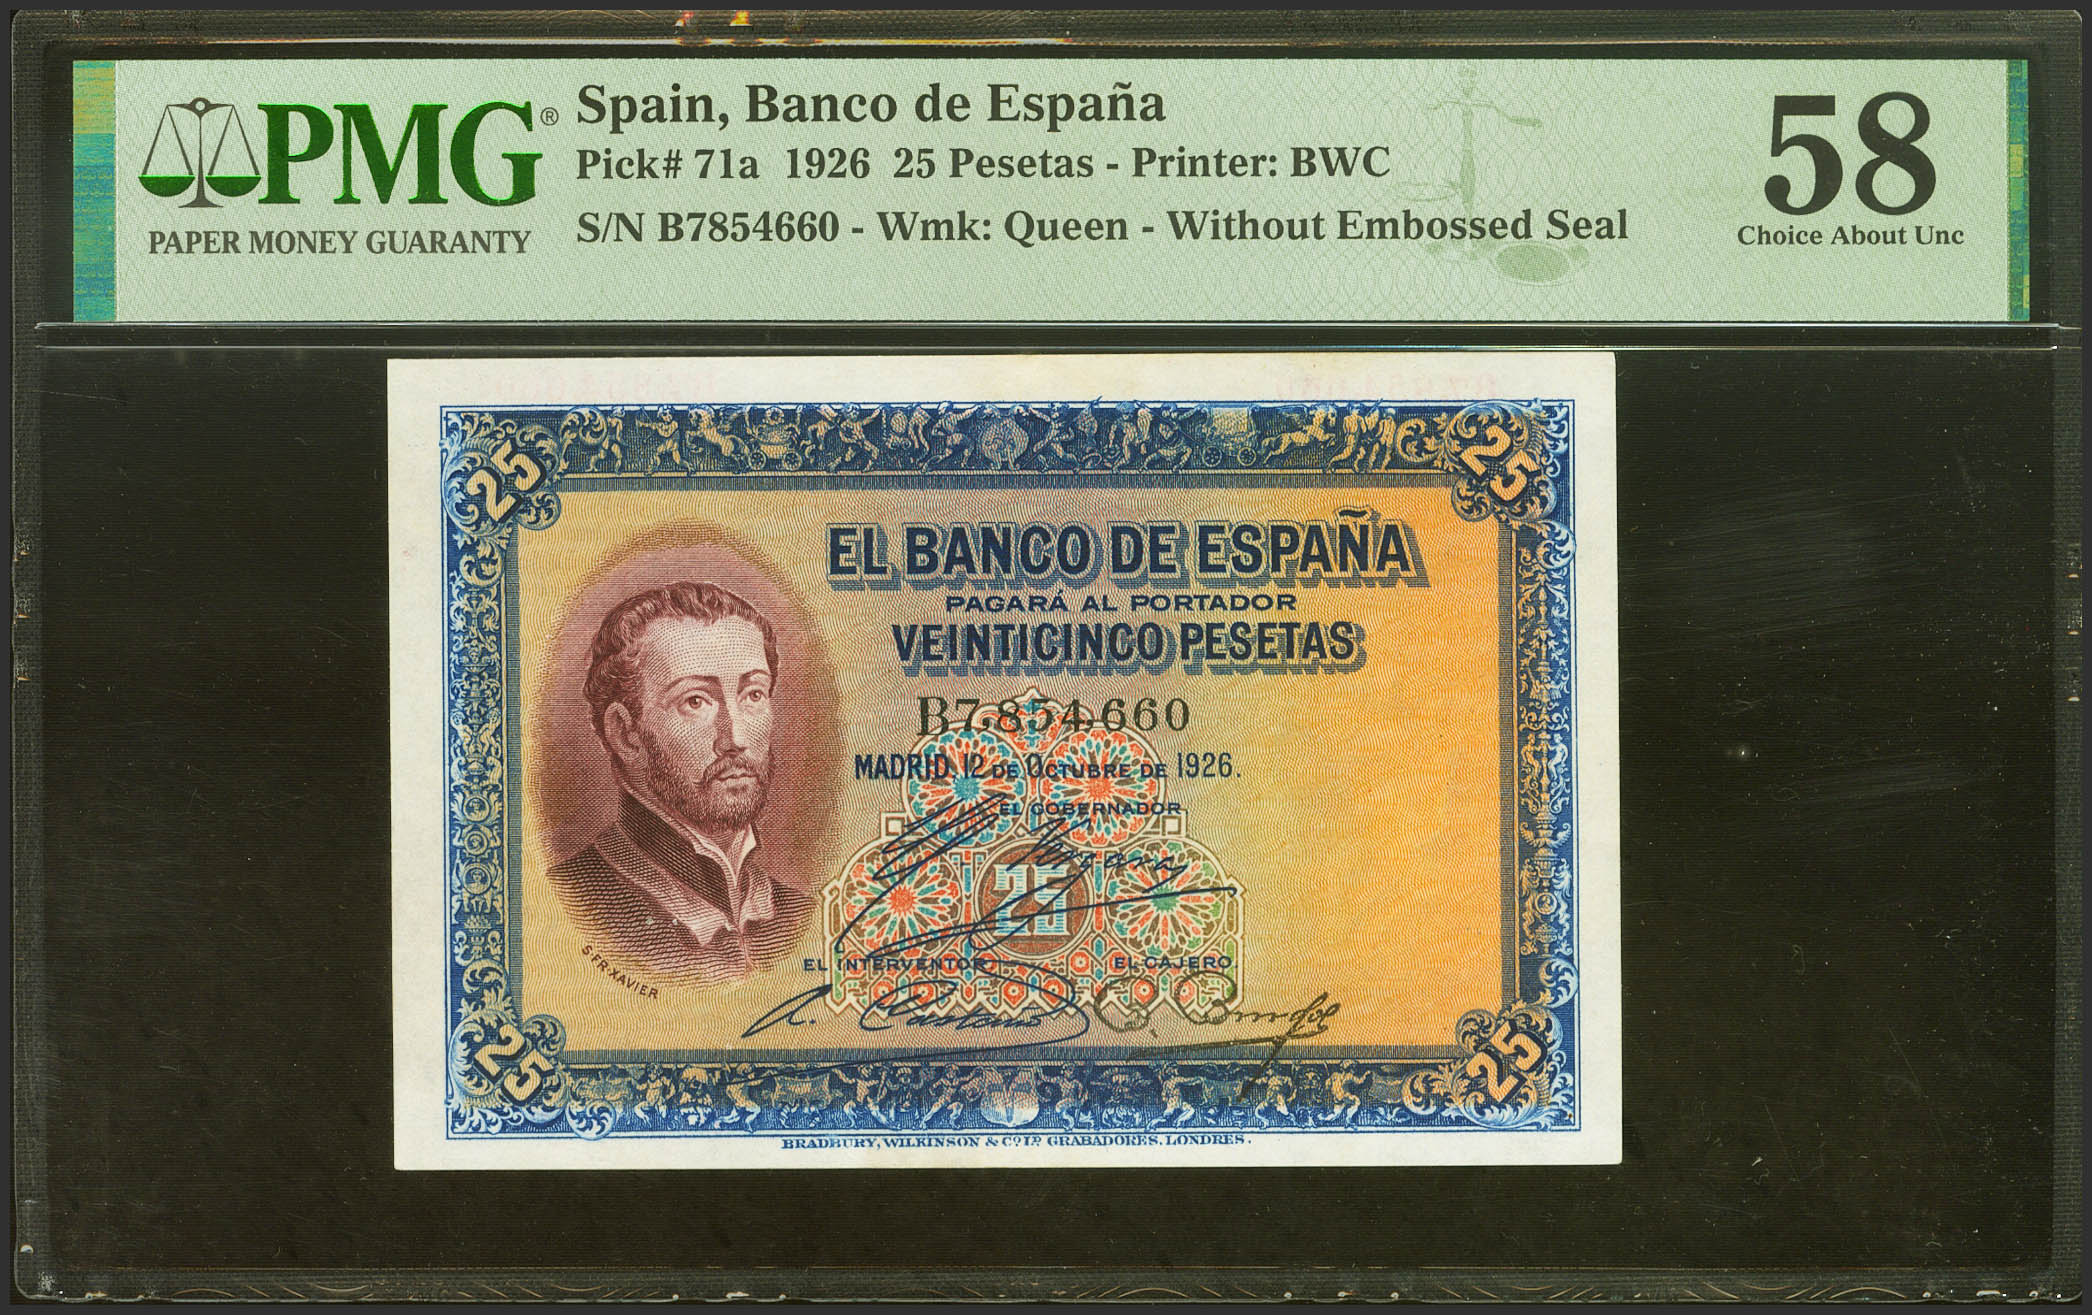 PMG®
PAPER MONEY GUARANTY
Spain, Banco de España
Pick# 71a 1926 25 Pesetas - Printer: BWC
S/N B7854660 - Wmk: Queen - Without Embossed Seal
58
Choice About Unc
25
25
EL BANCO DE ESPAÑA
PAGARÁ AL PORTADOR
VEINTICINCO PESETAS
B7,854,660
MADRID, 12 DE OCTUBRE DE 1926.
EL GOBERNADOR
25
S FR·XAVIER
EL INTERVENTOR
EL CAJERO
25
25
BRADBURY, WILKINSON & Cº Lᴰ GRABADORES, LONDRES.